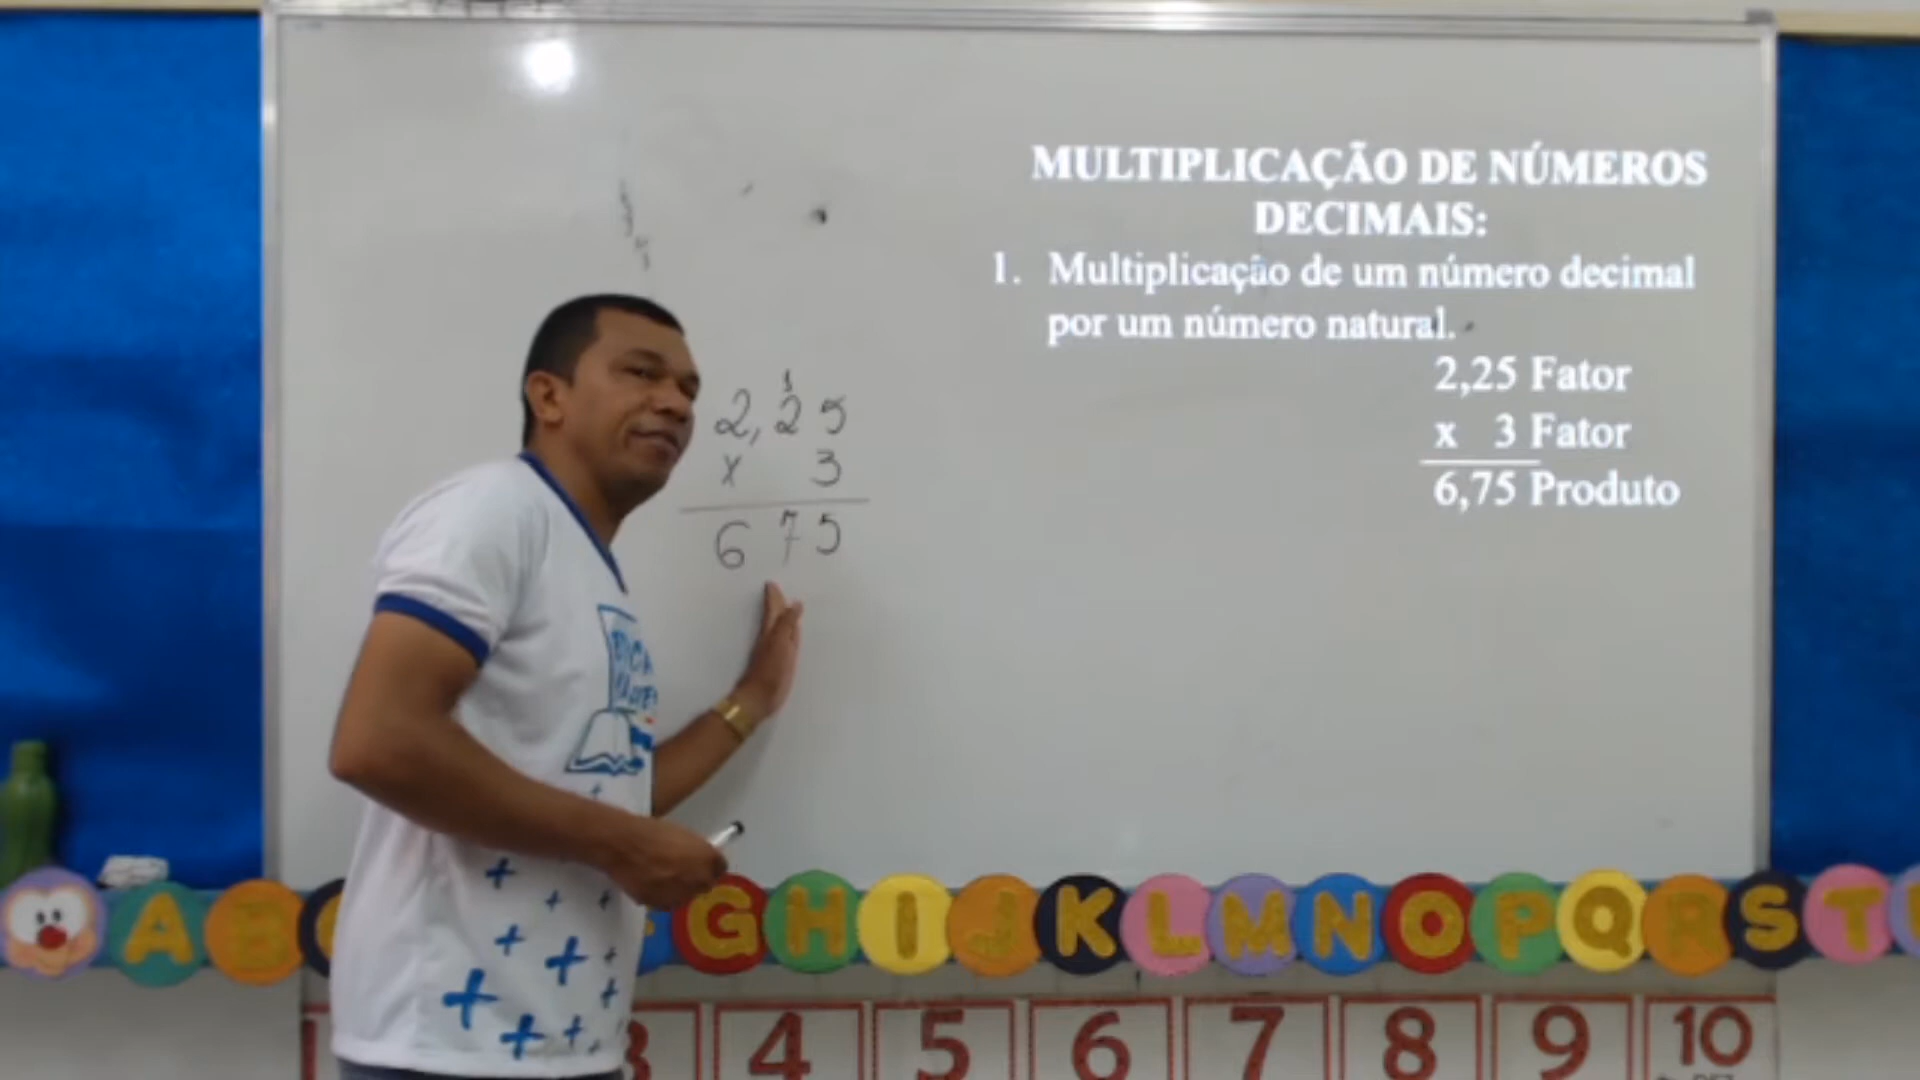 MULTIPLICAÇÃO DE NÚMEROS
DECIMAIS:
1. Multiplicação de um número decimal
por um número natural.
2,25 Fator
x 3 Fator
6,75 Produto
1
2,25
x 3
675
A B G H I J K L M N O P Q R S T
3 4 5 6 7 8 9 10